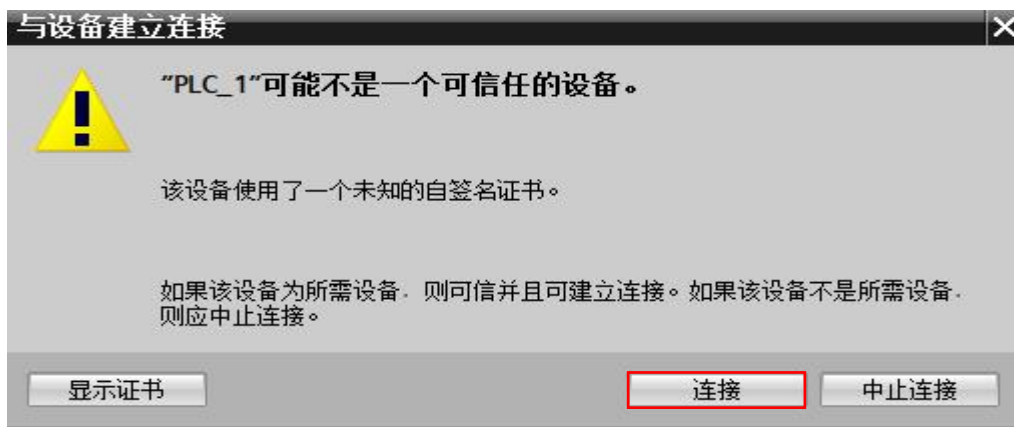 与设备建立连接
"PLC_1"可能不是一个可信任的设备。
该设备使用了一个未知的自签名证书。
如果该设备为所需设备，则可信并且可建立连接。如果该设备不是所需设备，
则应中止连接。
显示证书 连接 中止连接